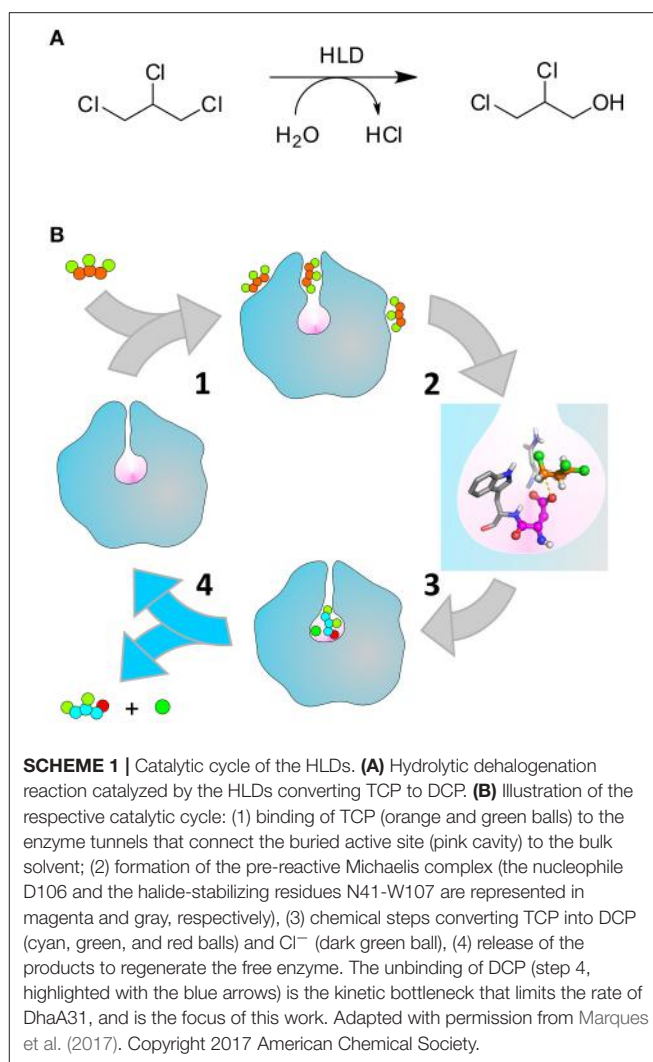 A
Cl
Cl
Cl
HLD
H₂O
HCl
Cl
Cl
OH
B
1
2
3
4
+
SCHEME 1 | Catalytic cycle of the HLDs. (A) Hydrolytic dehalogenation
reaction catalyzed by the HLDs converting TCP to DCP. (B) Illustration of the
respective catalytic cycle: (1) binding of TCP (orange and green balls) to the
enzyme tunnels that connect the buried active site (pink cavity) to the bulk
solvent; (2) formation of the pre-reactive Michaelis complex (the nucleophile
D106 and the halide-stabilizing residues N41-W107 are represented in
magenta and gray, respectively), (3) chemical steps converting TCP into DCP
(cyan, green, and red balls) and Cl⁻ (dark green ball), (4) release of the
products to regenerate the free enzyme. The unbinding of DCP (step 4,
highlighted with the blue arrows) is the kinetic bottleneck that limits the rate of
DhaA31, and is the focus of this work. Adapted with permission from Marques
et al. (2017). Copyright 2017 American Chemical Society.